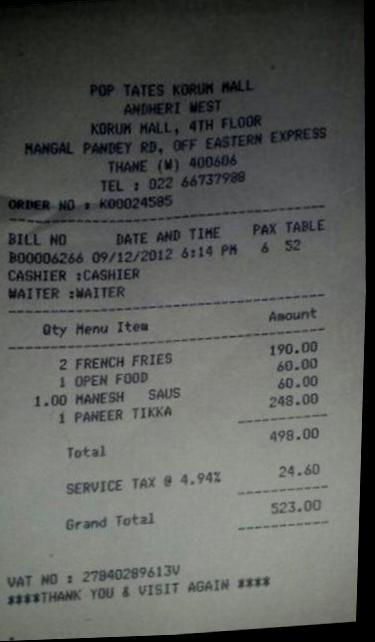 POP TATES KORUM MALL
ANDHERI WEST
KORUM MALL, 4TH FLOOR
MANGAL PANDEY RD, OFF EASTERN EXPRESS
THANE (W) 400606
TEL : 022 66737988
ORDER NO : K00024585
BILL NO DATE AND TIME PAX TABLE
B00006266 09/12/2012 6:14 PM 6 52
CASHIER :CASHIER
WAITER :WAITER
Qty Menu Item Amount
2 FRENCH FRIES 190.00
1 OPEN FOOD 60.00
1.00 MANESH SAUS 60.00
1 PANEER TIKKA 248.00
Total 498.00
SERVICE TAX @ 4.94% 24.60
Grand Total 523.00
VAT NO : 27840289613V
****THANK YOU & VISIT AGAIN ****